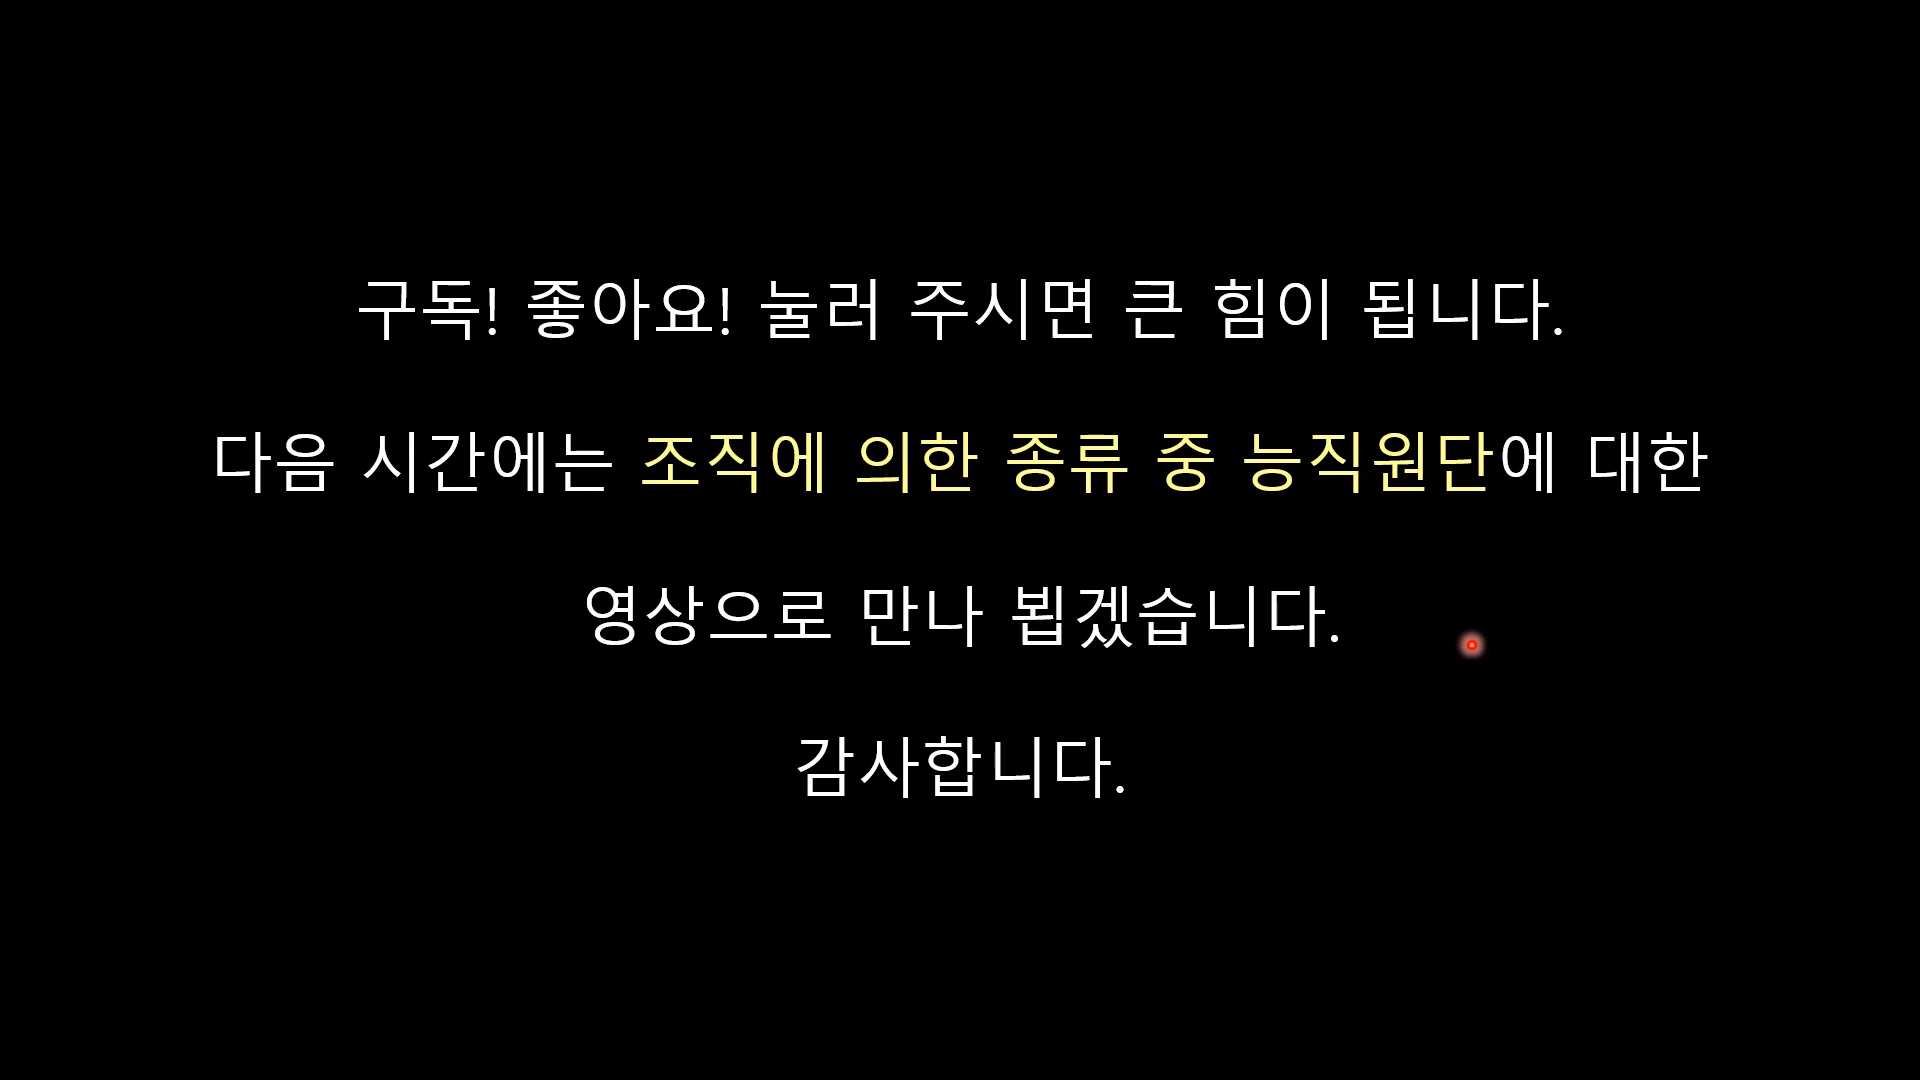 구독! 좋아요! 눌러 주시면 큰 힘이 됩니다.
다음 시간에는 조직에 의한 종류 중 능직원단에 대한
영상으로 만나 뵙겠습니다.
감사합니다.